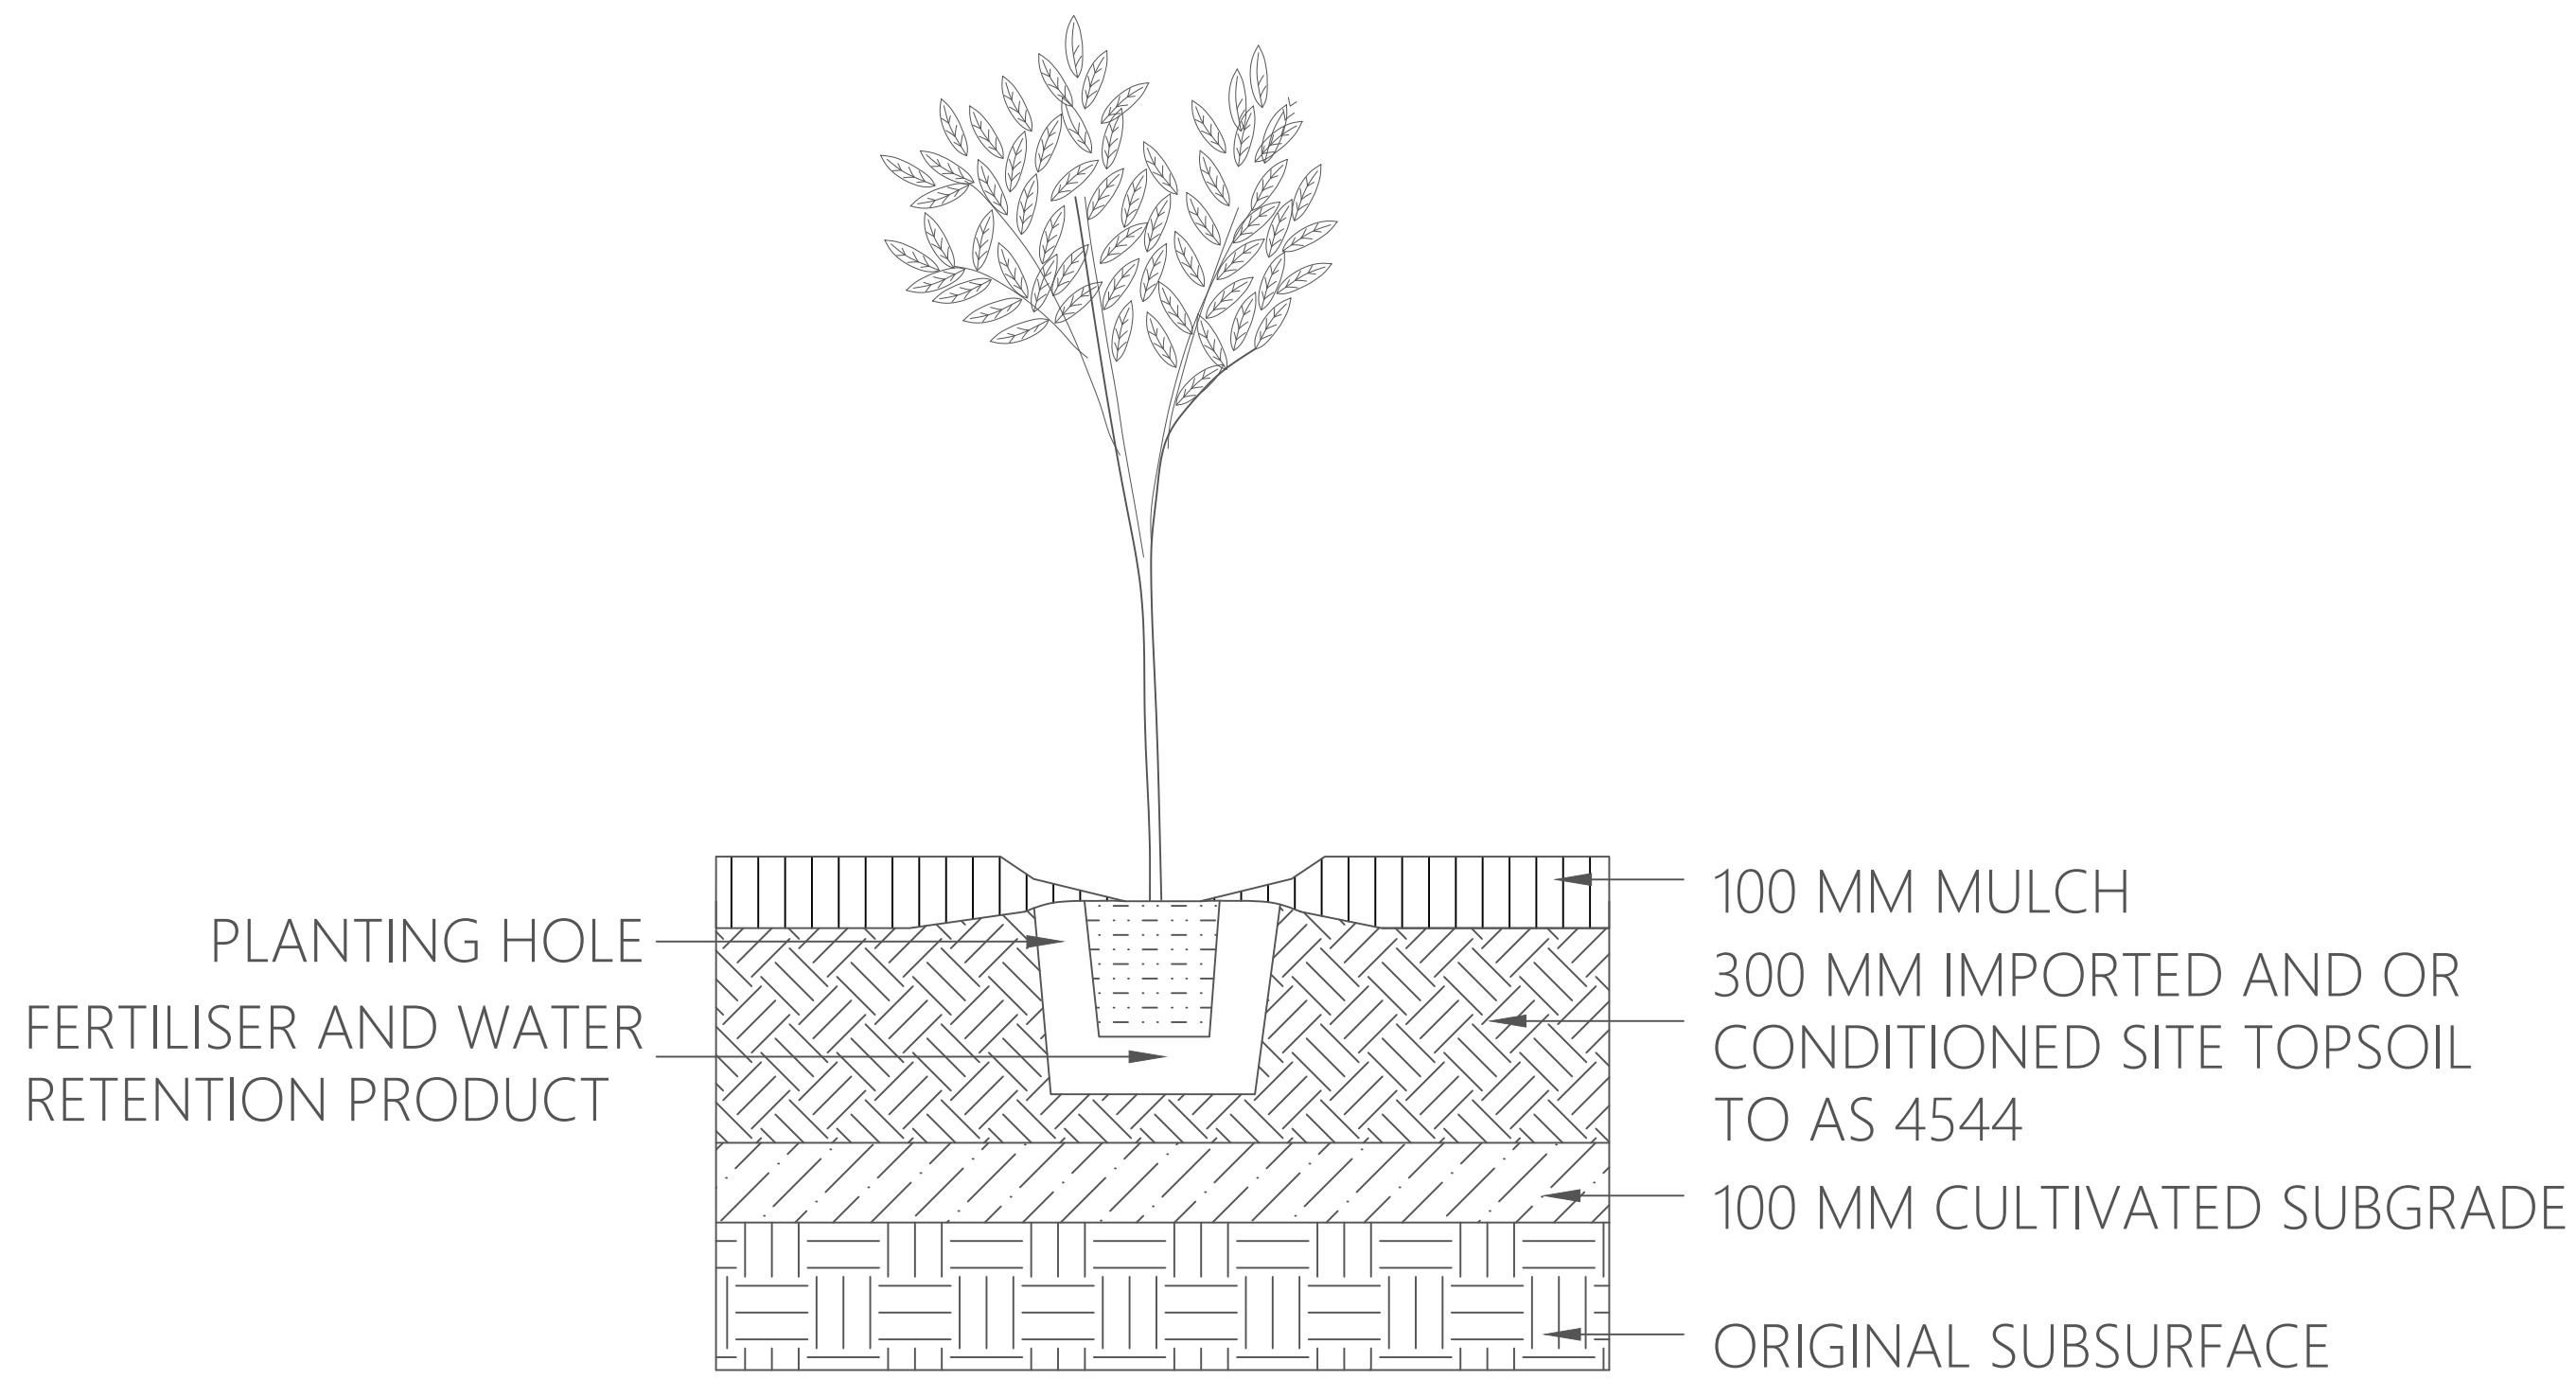 PLANTING HOLE
FERTILISER AND WATER
RETENTION PRODUCT
100 MM MULCH
300 MM IMPORTED AND OR
CONDITIONED SITE TOPSOIL
TO AS 4544
100 MM CULTIVATED SUBGRADE
ORIGINAL SUBSURFACE